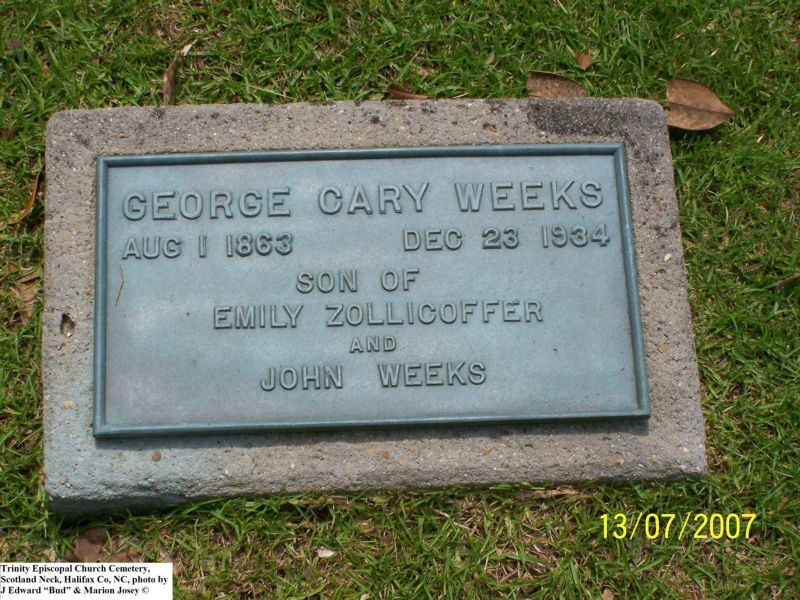 GEORGE CARY WEEKS
AUG 1 1863 DEC 23 1934
SON OF
EMILY ZOLLICOFFER
AND
JOHN WEEKS
13/07/2007
Trinity Episcopal Church Cemetery,
Scotland Neck, Halifax Co, NC, photo by
J Edward "Bud" & Marion Josey ©